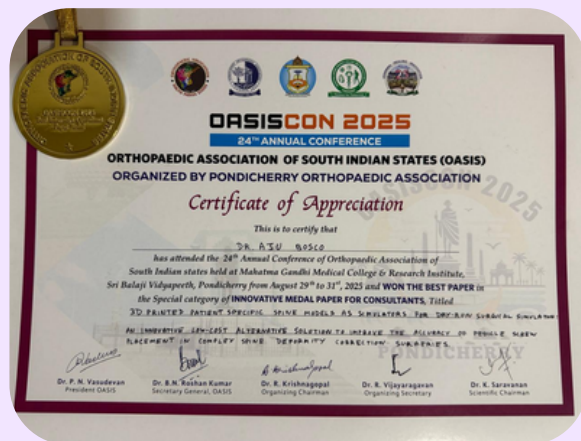 OASISCON 2025
24TH ANNUAL CONFERENCE
ORTHOPAEDIC ASSOCIATION OF SOUTH INDIAN STATES (OASIS)
ORGANIZED BY PONDICHERRY ORTHOPAEDIC ASSOCIATION
Certificate of Appreciation
This is to certify that
DR. AJU BOSCO
has attended the 24th Annual Conference of Orthopaedic Association of
South Indian states held at Mahatma Gandhi Medical College & Research Institute,
Sri Balaji Vidyapeeth, Pondicherry from August 29th to 31st, 2025 and WON THE BEST PAPER in
the Special category of INNOVATIVE MEDAL PAPER FOR CONSULTANTS, Titled
3D PRINTED PATIENT SPECIFIC SPINE MODELS AS SIMULATORS FOR DRY-RUN SURGICAL SIMULATION:
AN INNOVATIVE LOW-COST ALTERNATIVE SOLUTION TO IMPROVE THE ACCURACY OF PEDICLE SCREW
PLACEMENT IN COMPLEX SPINE DEFORMITY CORRECTION SURGERIES
OASISCON 2025
PONDICHERRY
Dr. P. N. Vasudevan
President OASIS
Dr. B.N. Roshan Kumar
Secretary General, OASIS
Dr. R. Krishnagopal
Organizing Chairman
Dr. R. Vijayaragavan
Organizing Secretary
Dr. K. Saravanan
Scientific Chairman